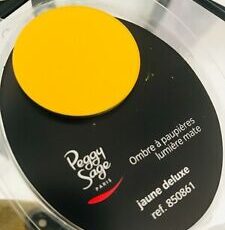 Peggy
Sage
PARIS
Ombre à paupières
lumière mate
jaune deluxe
ref. 850861